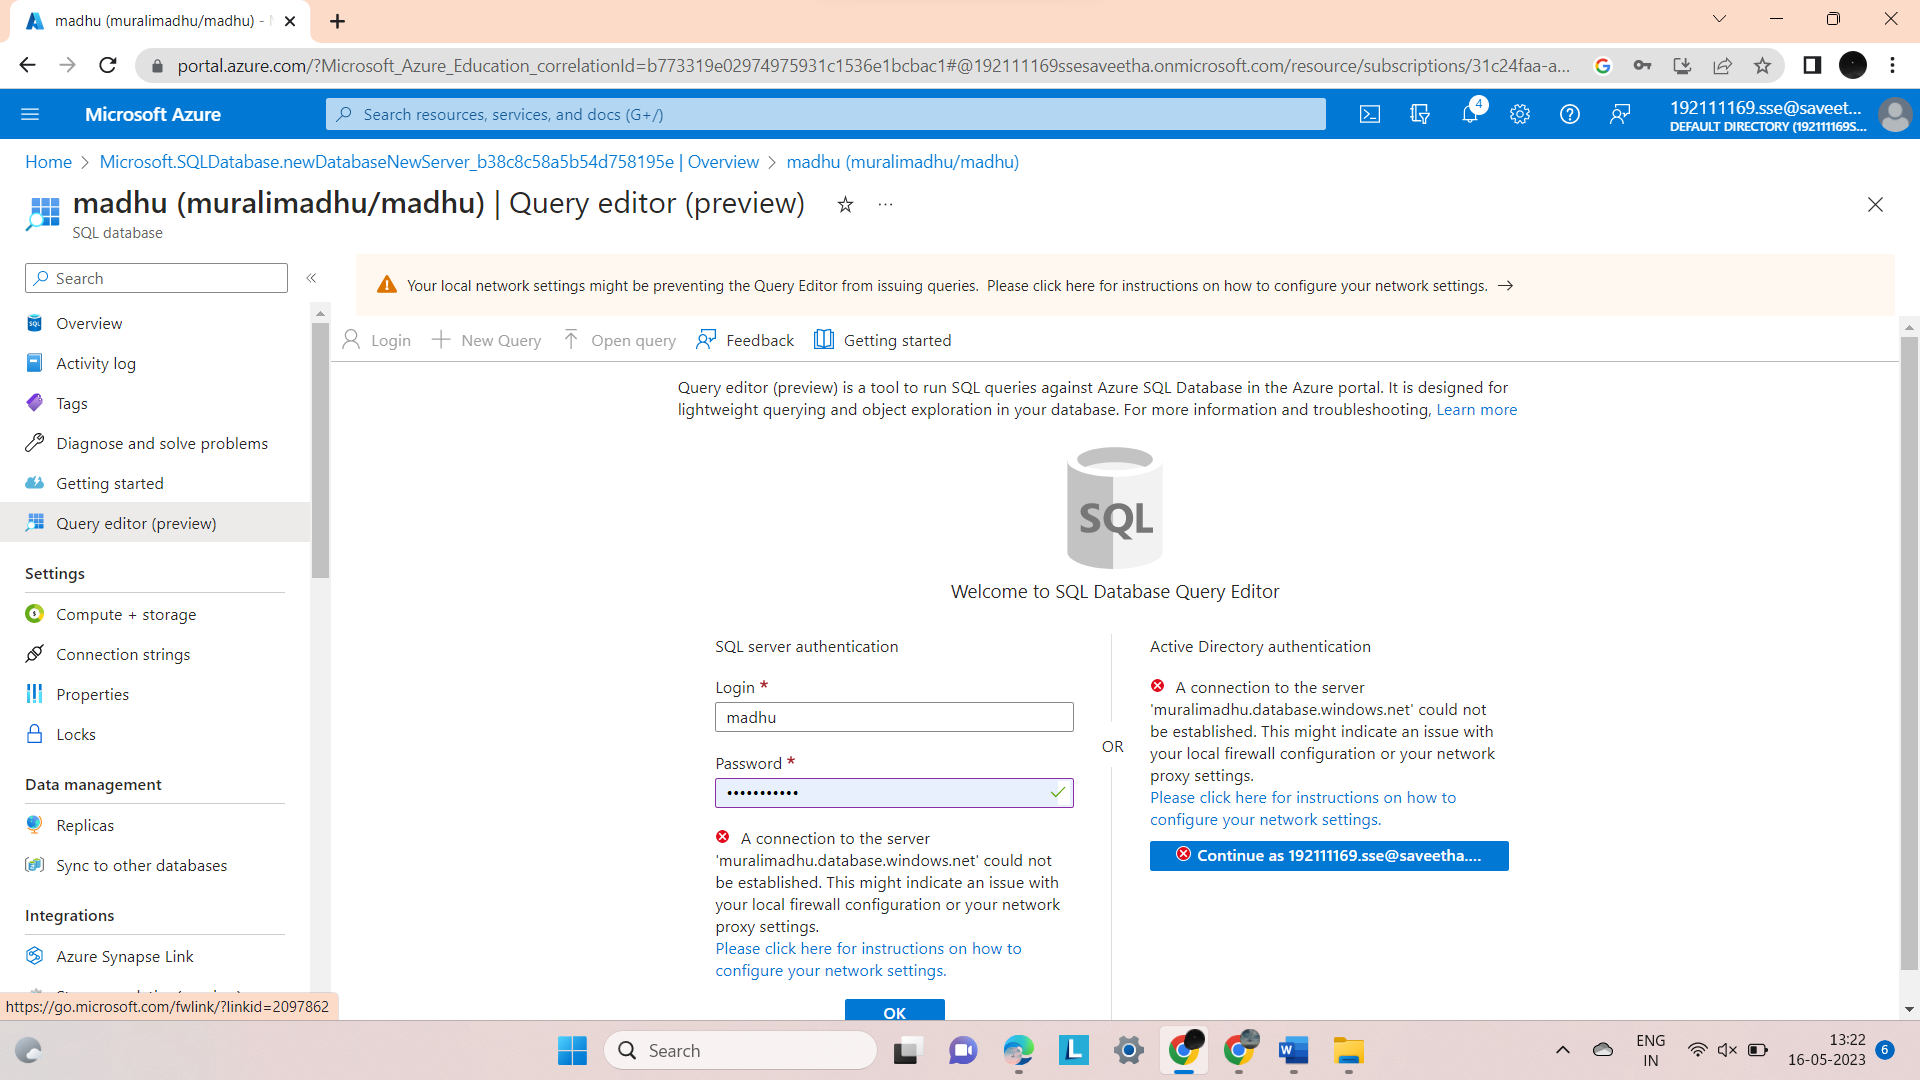 madhu (muralimadhu/madhu) -
portal.azure.com/?Microsoft_Azure_Education_correlationId=b773319e02974975931c1536e1bcbac1#@192111169ssesaveetha.onmicrosoft.com/resource/subscriptions/31c24faa-a...
Microsoft Azure
Search resources, services, and docs (G+/)
4
192111169.sse@saveet...
DEFAULT DIRECTORY (192111169S...
Home > Microsoft.SQLDatabase.newDatabaseNewServer_b38c8c58a5b54d758195e | Overview > madhu (muralimadhu/madhu)
madhu (muralimadhu/madhu) | Query editor (preview)
SQL database
Search
Your local network settings might be preventing the Query Editor from issuing queries. Please click here for instructions on how to configure your network settings. →
Overview
Activity log
Tags
Diagnose and solve problems
Getting started
Query editor (preview)
Settings
Compute + storage
Connection strings
Properties
Locks
Data management
Replicas
Sync to other databases
Integrations
Azure Synapse Link
https://go.microsoft.com/fwlink/?linkid=2097862
Login
New Query
Open query
Feedback
Getting started
Query editor (preview) is a tool to run SQL queries against Azure SQL Database in the Azure portal. It is designed for
lightweight querying and object exploration in your database. For more information and troubleshooting, Learn more
SQL
Welcome to SQL Database Query Editor
SQL server authentication
Login *
madhu
Password *
•••••••••••
A connection to the server
'muralimadhu.database.windows.net' could not
be established. This might indicate an issue with
your local firewall configuration or your network
proxy settings.
Please click here for instructions on how to
configure your network settings.
OK
OR
Active Directory authentication
A connection to the server
'muralimadhu.database.windows.net' could not
be established. This might indicate an issue with
your local firewall configuration or your network
proxy settings.
Please click here for instructions on how to
configure your network settings.
Continue as 192111169.sse@saveetha....
Search
ENG
IN
13:22
16-05-2023
6